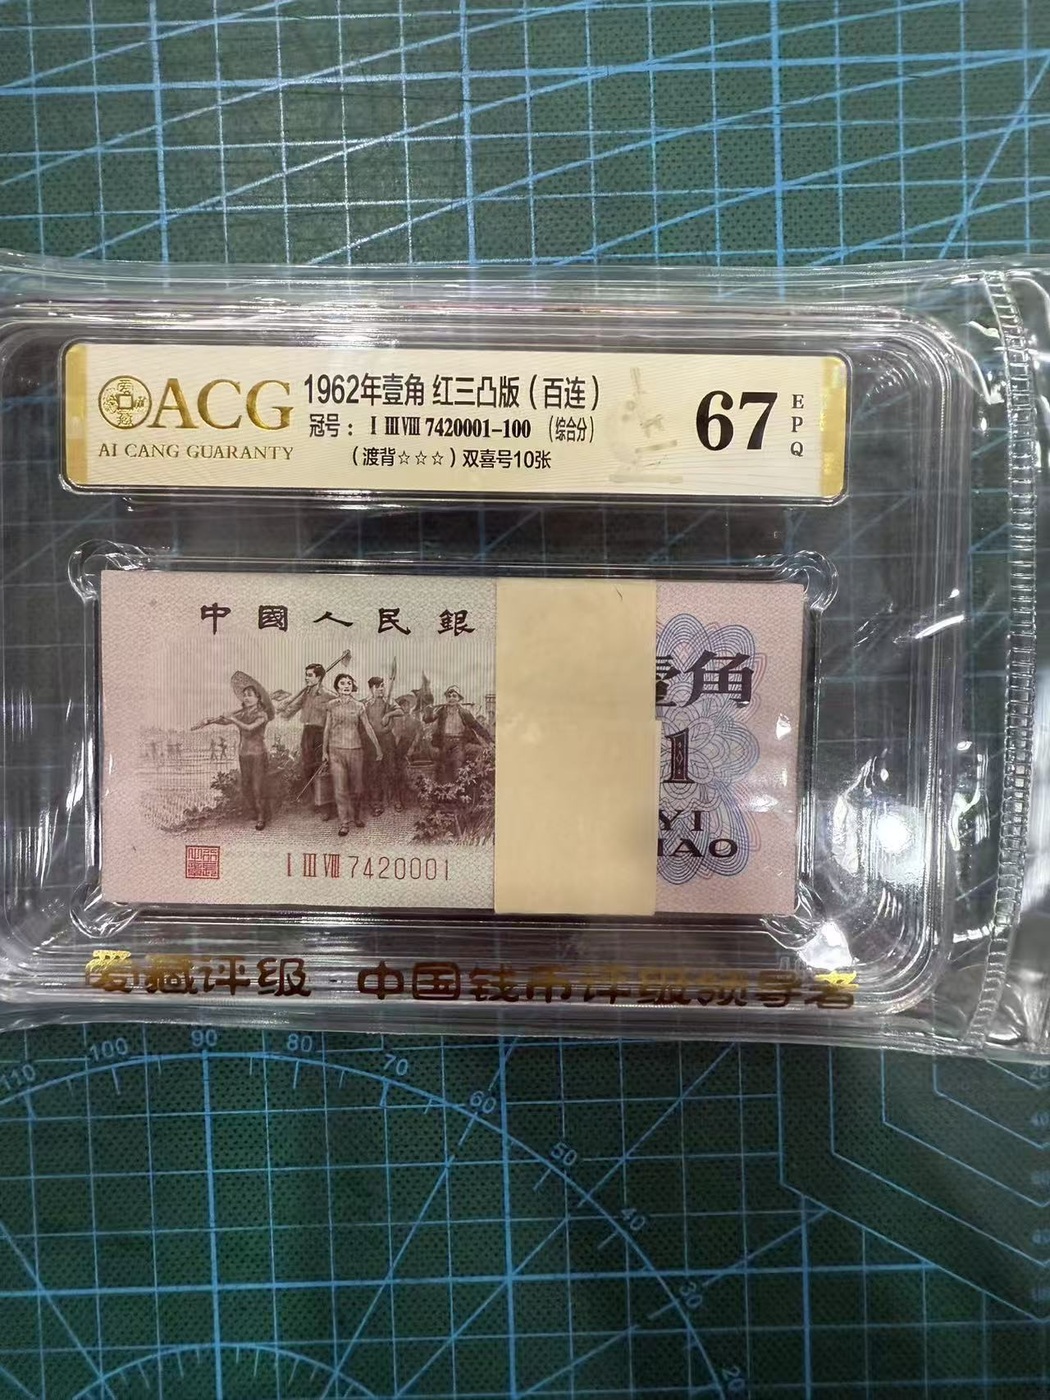 ACG
AI CANG GUARANTY
1962年壹角 红三凸版（百连）
冠号：Ⅰ Ⅲ Ⅷ 7420001-100 （综合分）
（渡背☆☆☆）双喜号10张
67
EPQ
中國人民銀
角
1
YI
JIAO
Ⅰ Ⅲ Ⅷ 7420001
爱藏评级·中国钱币评级领导者
110
100
90
80
70
60
50
40
30
20